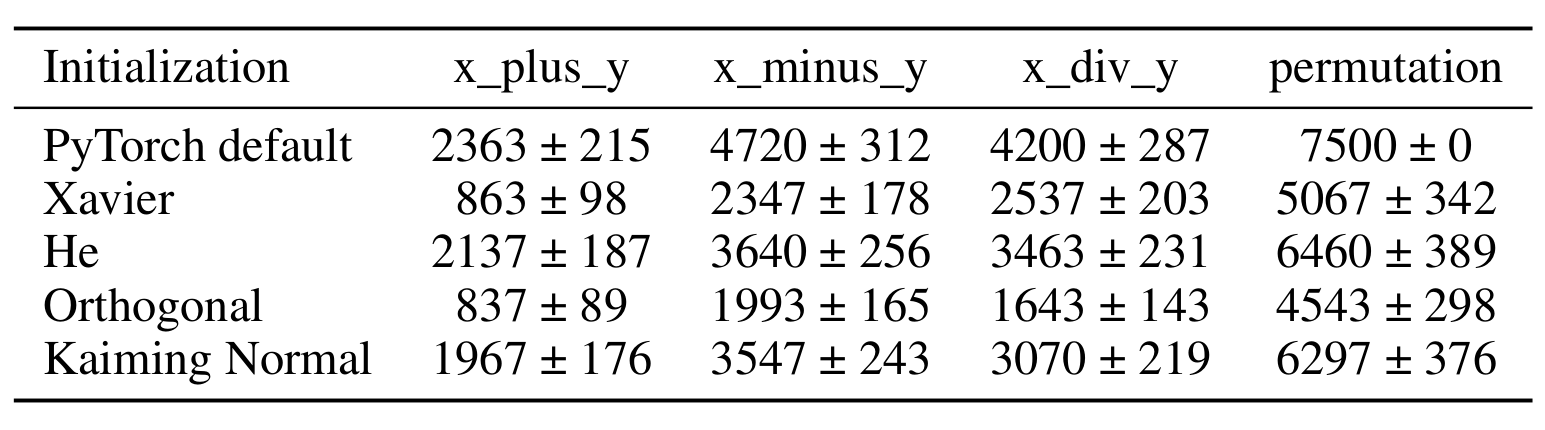 Initialization x_plus_y x_minus_y x_div_y permutation
PyTorch default 2363 ± 215 4720 ± 312 4200 ± 287 7500 ± 0
Xavier 863 ± 98 2347 ± 178 2537 ± 203 5067 ± 342
He 2137 ± 187 3640 ± 256 3463 ± 231 6460 ± 389
Orthogonal 837 ± 89 1993 ± 165 1643 ± 143 4543 ± 298
Kaiming Normal 1967 ± 176 3547 ± 243 3070 ± 219 6297 ± 376